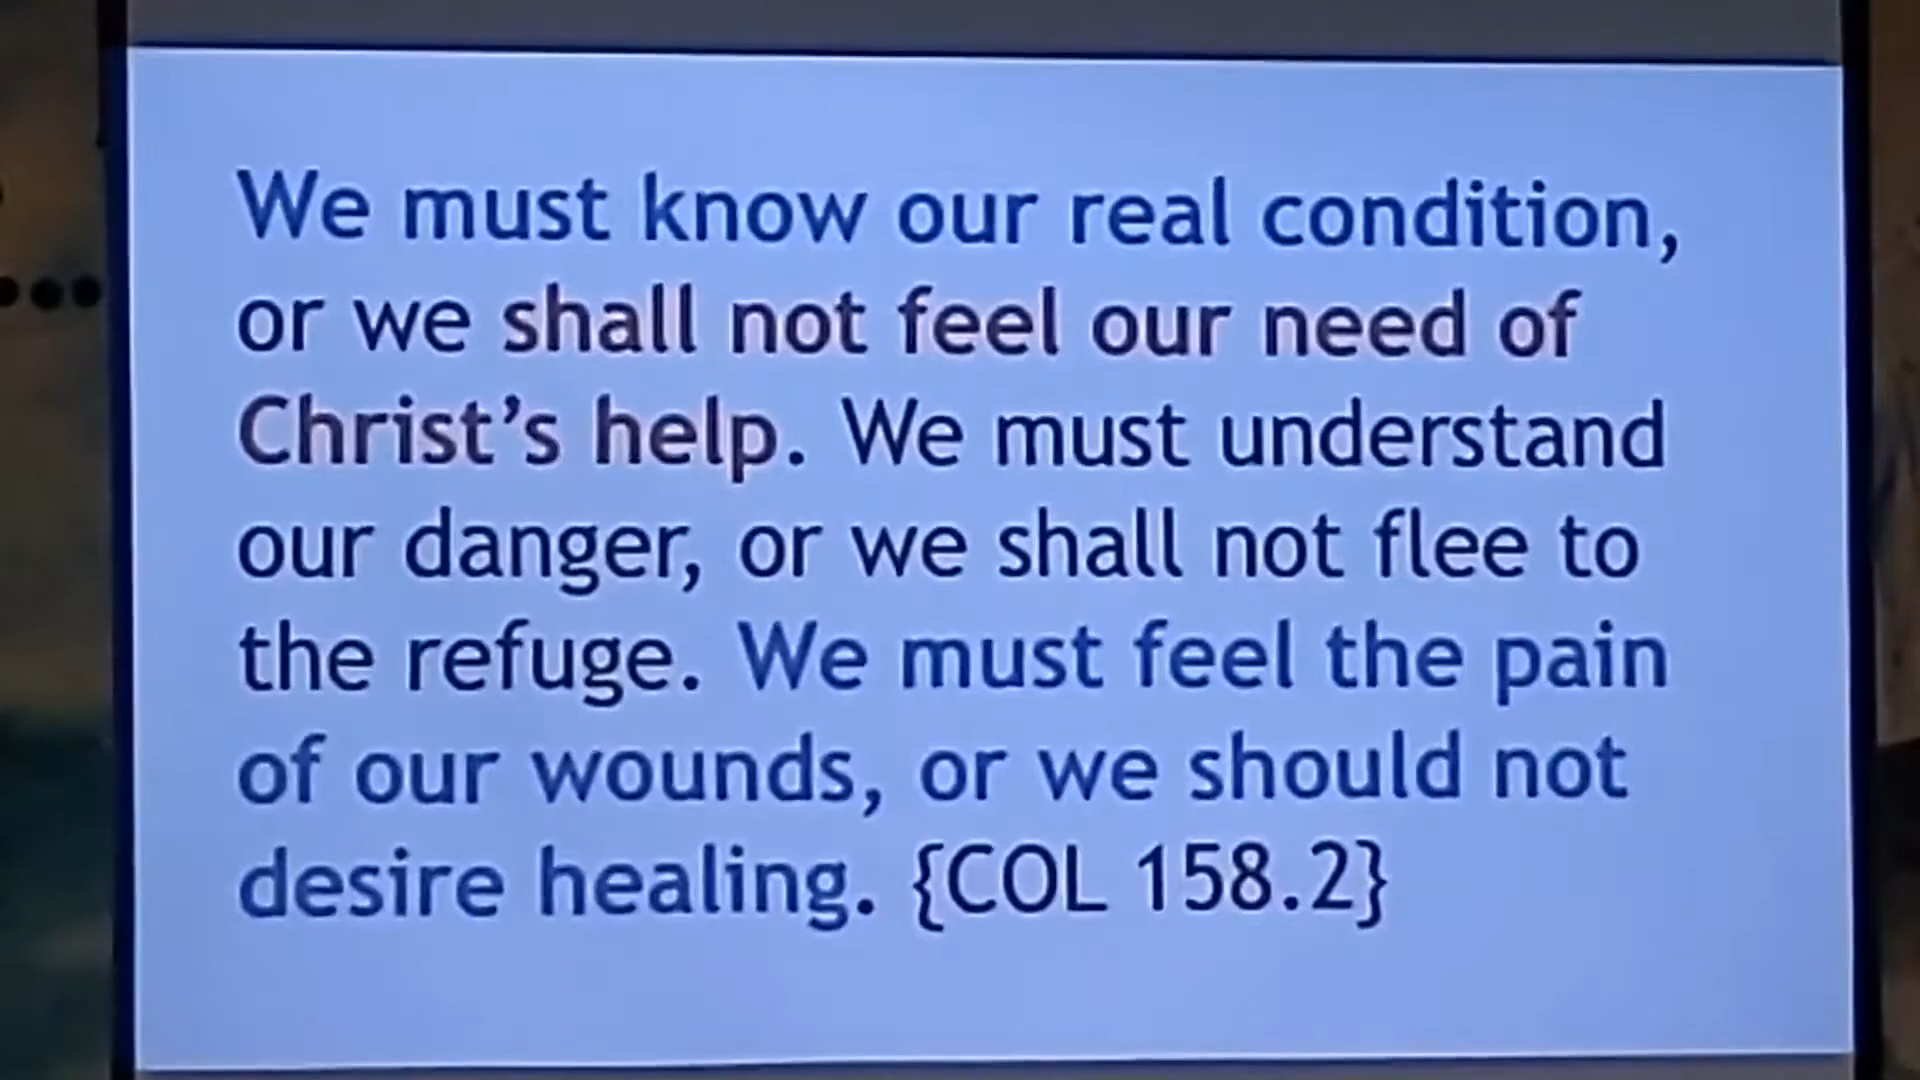 We must know our real condition,
or we shall not feel our need of
Christ’s help. We must understand
our danger, or we shall not flee to
the refuge. We must feel the pain
of our wounds, or we should not
desire healing. {COL 158.2}